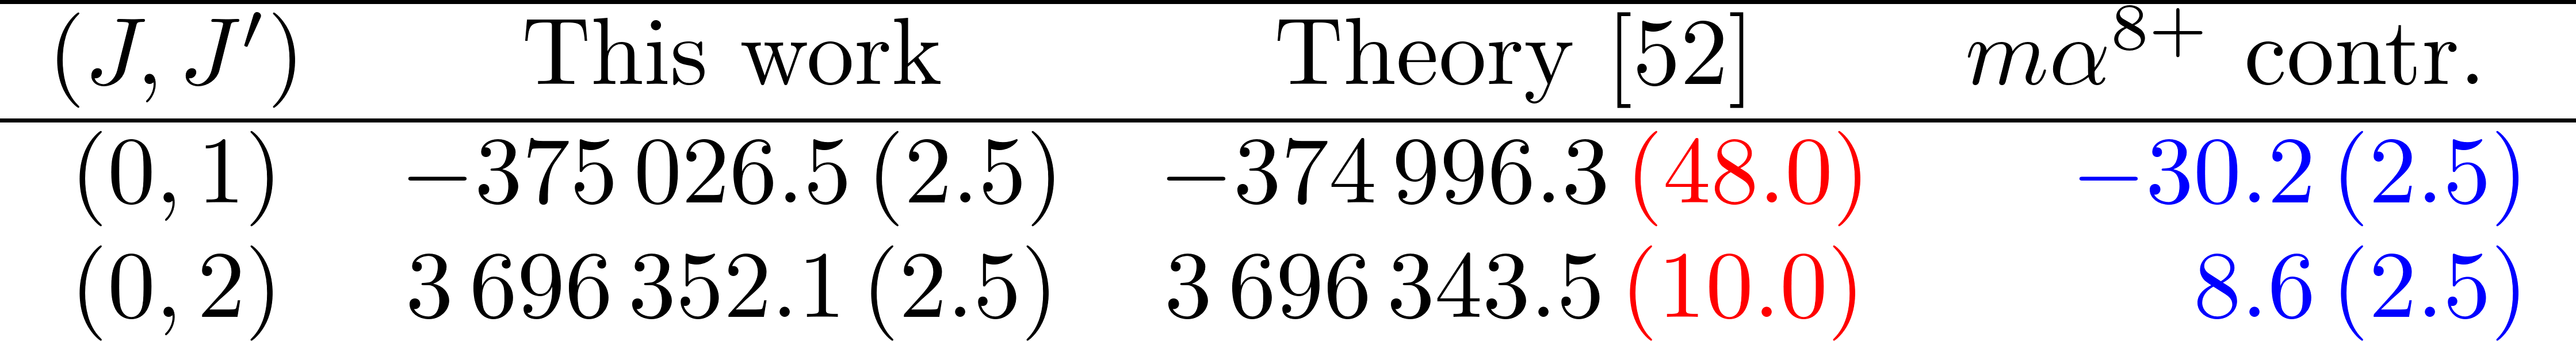 (J, J′) This work Theory [52] mα⁸⁺ contr.
(0, 1) −375 026.5 (2.5) −374 996.3 (48.0) −30.2 (2.5)
(0, 2) 3 696 352.1 (2.5) 3 696 343.5 (10.0) 8.6 (2.5)